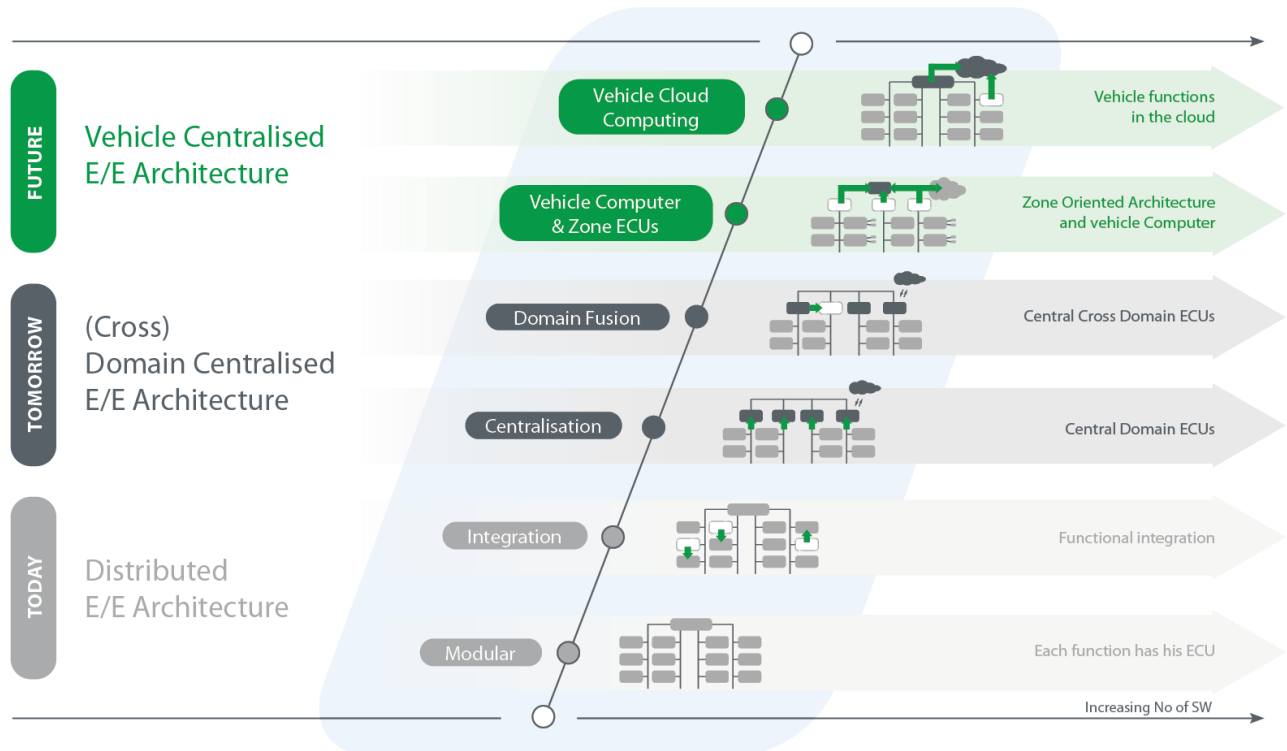 FUTURE
Vehicle Centralised
E/E Architecture
Vehicle Cloud
Computing
Vehicle functions
in the cloud
Vehicle Computer
& Zone ECUs
Zone Oriented Architecture
and vehicle Computer
TOMORROW
(Cross)
Domain Centralised
E/E Architecture
Domain Fusion
Central Cross Domain ECUs
Centralisation
Central Domain ECUs
TODAY
Distributed
E/E Architecture
Integration
Functional integration
Modular
Each function has his ECU
Increasing No of SW